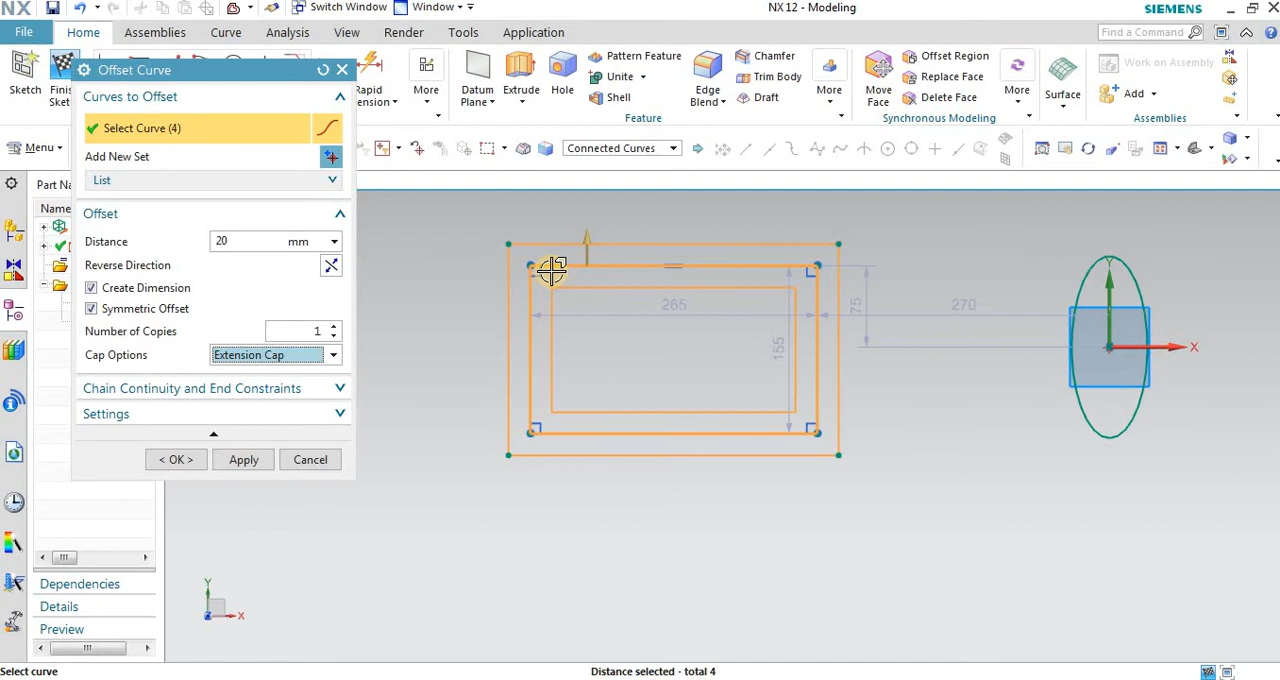 NX
Switch Window
Window
NX 12 - Modeling
SIEMENS
File
Home
Assemblies
Curve
Analysis
View
Render
Tools
Application
Find a Command
Sketch
Finish
Sketch
Rapid
More
Datum
Plane
Extrude
Hole
Pattern Feature
Unite
Shell
Edge
Blend
Chamfer
Trim Body
Draft
More
Feature
Move
Face
Offset Region
Replace Face
Delete Face
More
Synchronous Modeling
Surface
Work on Assembly
Add
Assemblies
Menu
Connected Curves
Offset Curve
Curves to Offset
Select Curve (4)
Add New Set
List
Offset
Distance
20
mm
Reverse Direction
Create Dimension
Symmetric Offset
Number of Copies
1
Cap Options
Extension Cap
Chain Continuity and End Constraints
Settings
< OK >
Apply
Cancel
Part Na
Name
Dependencies
Details
Preview
265
155
75
270
Y
X
Y
X
Select curve
Distance selected - total 4